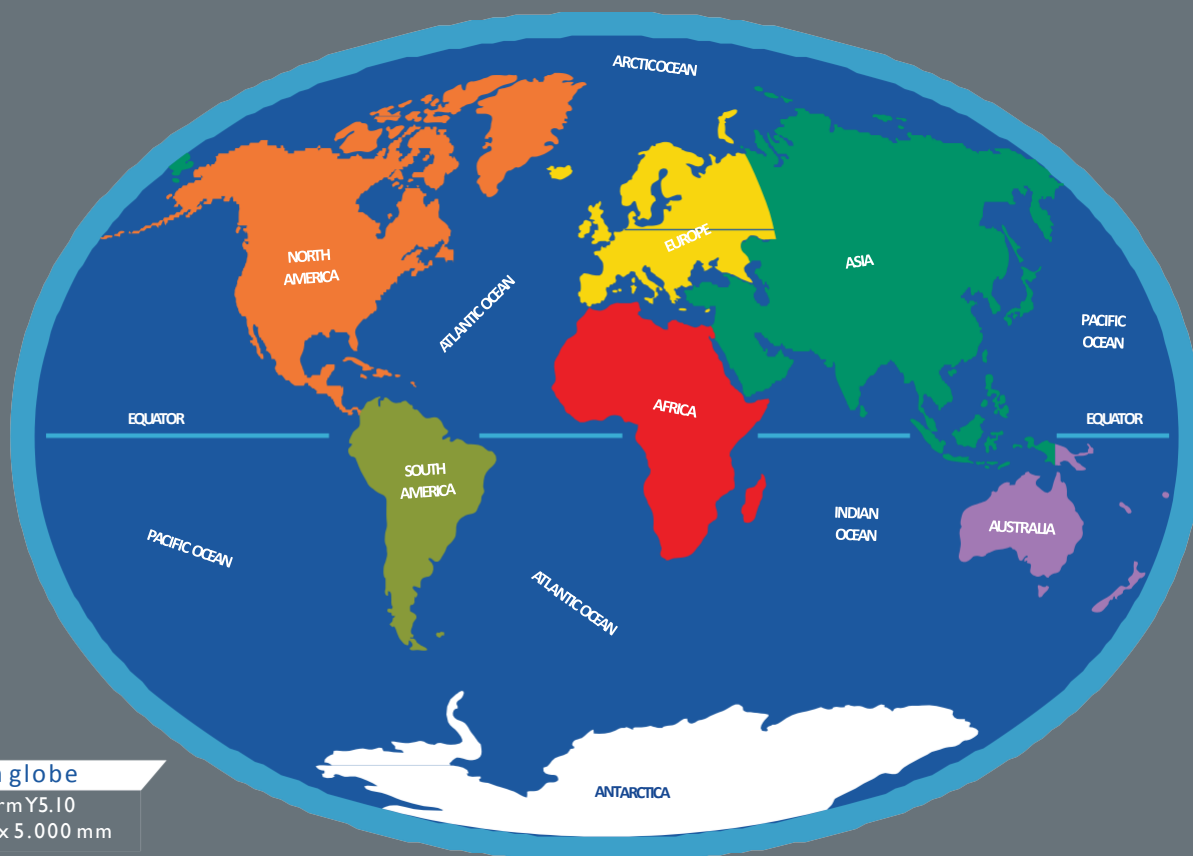 ARCTICOCEAN
NORTH
AMERICA
EUROPE
ASIA
ATLANTIC OCEAN
PACIFIC
OCEAN
AFRICA
EQUATOR
EQUATOR
SOUTH
AMERICA
INDIAN
OCEAN
AUSTRALIA
PACIFIC OCEAN
ATLANTIC OCEAN
ANTARCTICA
globe
Y5.10
x 5.000 mm